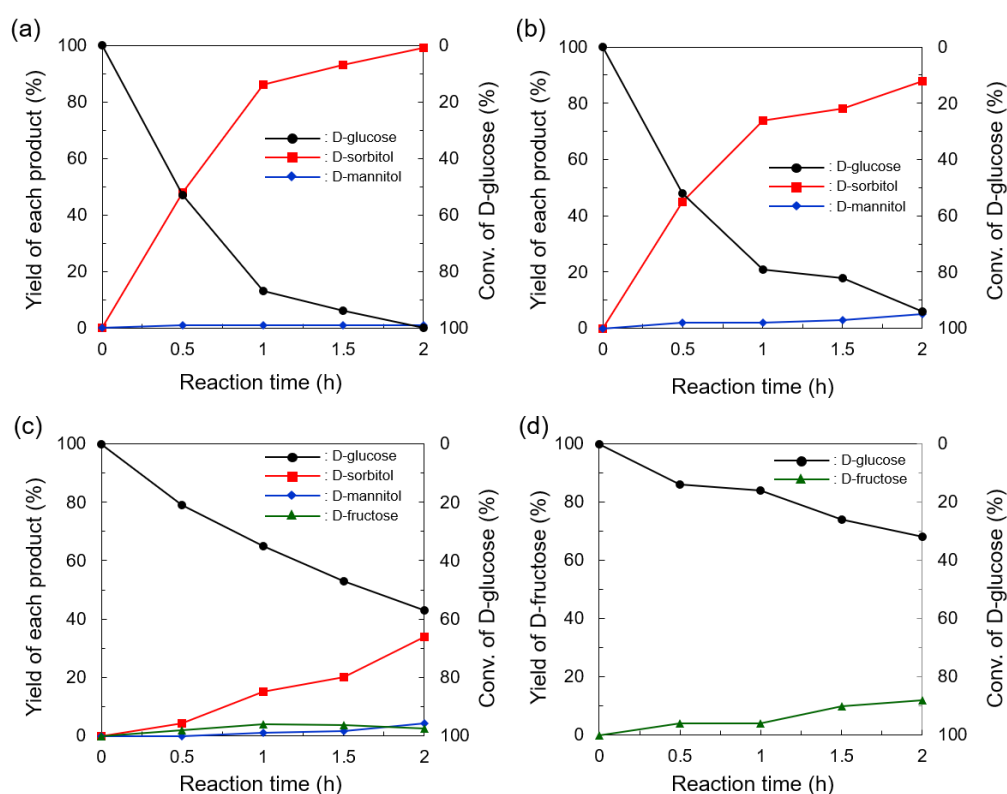 (a)
Yield of each product (%)
100
80
60
40
20
0
: D-glucose
: D-sorbitol
: D-mannitol
0
20
40
60
80
100
Conv. of D-glucose (%)
0 0.5 1 1.5 2
Reaction time (h)
(b)
Yield of each product (%)
100
80
60
40
20
0
: D-glucose
: D-sorbitol
: D-mannitol
0
20
40
60
80
100
Conv. of D-glucose (%)
0 0.5 1 1.5 2
Reaction time (h)
(c)
Yield of each product (%)
100
80
60
40
20
0
: D-glucose
: D-sorbitol
: D-mannitol
: D-fructose
0
20
40
60
80
100
Conv. of D-glucose (%)
0 0.5 1 1.5 2
Reaction time (h)
(d)
Yield of D-fructose (%)
100
80
60
40
20
0
: D-glucose
: D-fructose
0
20
40
60
80
100
Conv. of D-glucose (%)
0 0.5 1 1.5 2
Reaction time (h)